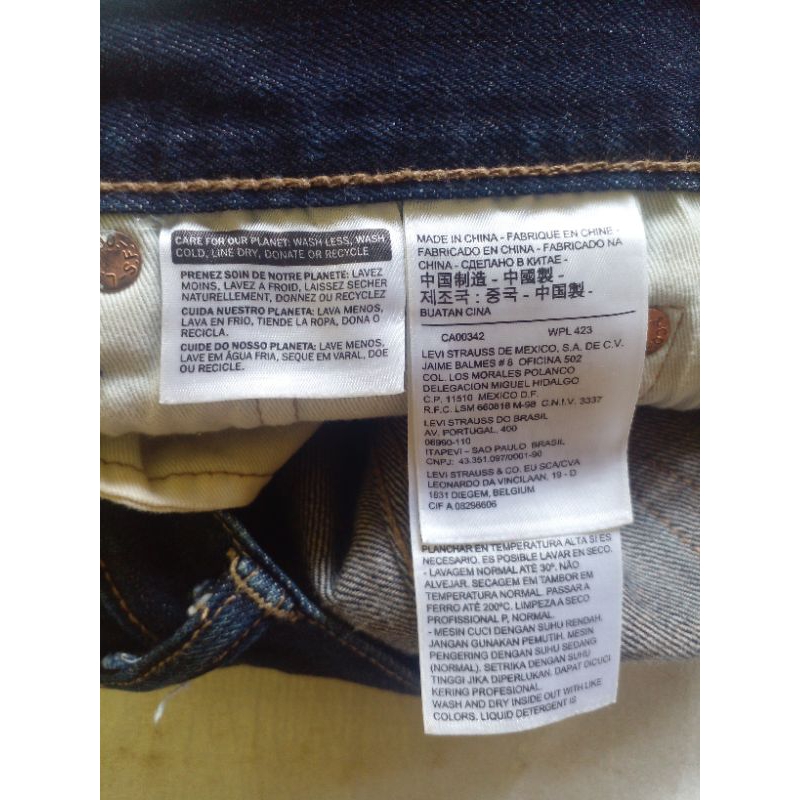 CARE FOR OUR PLANET: WASH LESS, WASH
COLD, LINE DRY, DONATE OR RECYCLE
PRENEZ SOIN DE NOTRE PLANETE: LAVEZ
MOINS, LAVEZ A FROID, LAISSEZ SECHER
NATURELLEMENT, DONNEZ OU RECYCLEZ
CUIDA NUESTRO PLANETA: LAVA MENOS,
LAVA EN FRIO, TIENDE LA ROPA, DONA O
RECICLA.
CUIDE DO NOSSO PLANETA: LAVE MENOS,
LAVE EM ÁGUA FRIA, SEQUE EM VARAL, DOE
OU RECICLE.
MADE IN CHINA - FABRIQUE EN CHINE -
FABRICADO EN CHINA - FABRICADO NA
CHINA - СДЕЛАНО В КИТАЕ -
中国制造 - 中國製 -
제조국 : 중국 - 中国製 -
BUATAN CINA
CA00342 WPL 423
LEVI STRAUSS DE MEXICO, S.A. DE C.V.
JAIME BALMES # 8 OFICINA 502
COL. LOS MORALES POLANCO
DELEGACION MIGUEL HIDALGO
C.P. 11510 MEXICO D.F.
R.F.C. LSM 660818 M-98 C.N.I.V. 3337
LEVI STRAUSS DO BRASIL
AV. PORTUGAL, 400
06690-110
ITAPEVI - SAO PAULO BRASIL
CNPJ: 43.351.097/0001-90
LEVI STRAUSS & CO. EU SCA/CVA
LEONARDO DA VINCILAAN, 19 - D
1831 DIEGEM, BELGIUM
CIF A 08298606
PLANCHAR EN TEMPERATURA ALTA SI ES
NECESARIO. ES POSIBLE LAVAR EN SECO.
- LAVAGEM NORMAL ATÉ 30º. NÃO
ALVEJAR. SECAGEM EM TAMBOR EM
TEMPERATURA NORMAL. PASSAR A
FERRO ATÉ 200ºC. LIMPEZA A SECO
PROFISSIONAL P, NORMAL.
- MESIN CUCI DENGAN SUHU RENDAH.
JANGAN GUNAKAN PEMUTIH. MESIN
PENGERING DENGAN SUHU SEDANG
(NORMAL). SETRIKA DENGAN SUHU
TINGGI JIKA DIPERLUKAN. DAPAT DICUCI
KERING PROFESIONAL.
WASH AND DRY INSIDE OUT WITH LIKE
COLORS. LIQUID DETERGENT IS